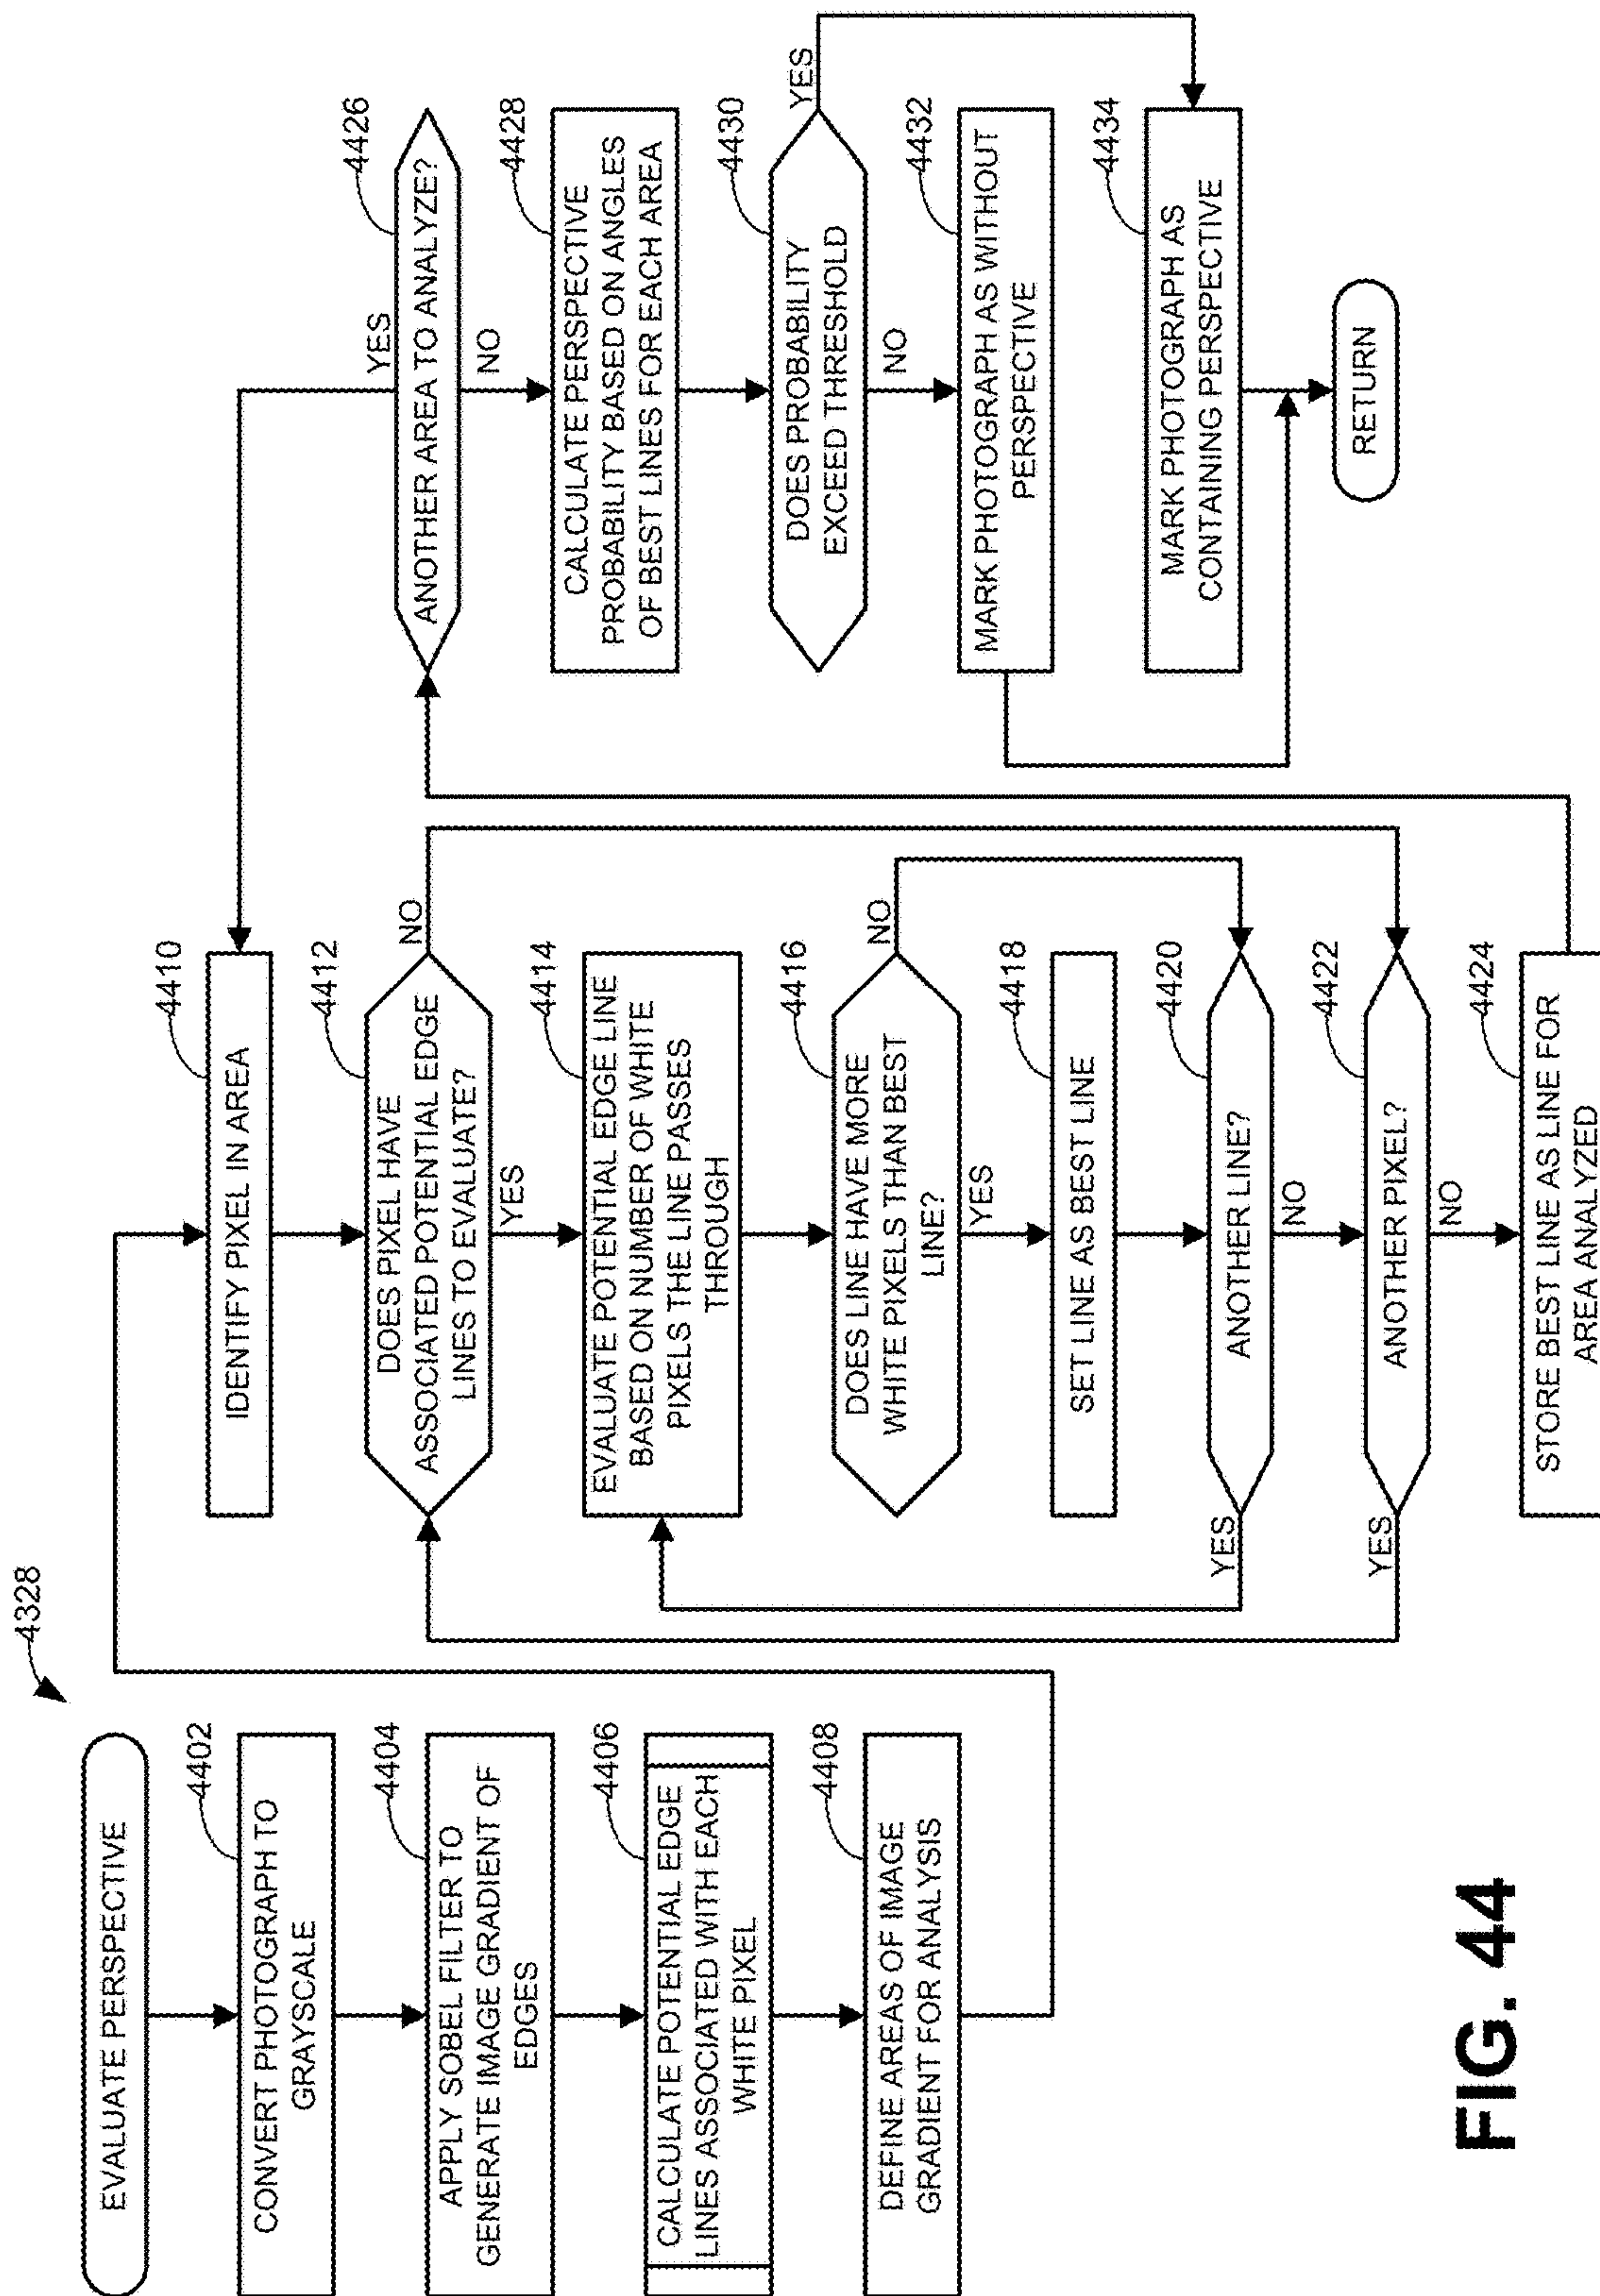 4328
EVALUATE PERSPECTIVE
4402
CONVERT PHOTOGRAPH TO
GRAYSCALE
4404
APPLY SOBEL FILTER TO
GENERATE IMAGE GRADIENT OF
EDGES
4406
CALCULATE POTENTIAL EDGE
LINES ASSOCIATED WITH EACH
WHITE PIXEL
4408
DEFINE AREAS OF IMAGE
GRADIENT FOR ANALYSIS
4410
IDENTIFY PIXEL IN AREA
4412
DOES PIXEL HAVE
ASSOCIATED POTENTIAL EDGE
LINES TO EVALUATE?
NO
YES
4414
EVALUATE POTENTIAL EDGE LINE
BASED ON NUMBER OF WHITE
PIXELS THE LINE PASSES
THROUGH
4416
DOES LINE HAVE MORE
WHITE PIXELS THAN BEST
LINE?
NO
YES
4418
SET LINE AS BEST LINE
4420
ANOTHER LINE?
YES
NO
4422
ANOTHER PIXEL?
YES
NO
4424
STORE BEST LINE AS LINE FOR
AREA ANALYZED
YES
4426
ANOTHER AREA TO ANALYZE?
NO
4428
CALCULATE PERSPECTIVE
PROBABILITY BASED ON ANGLES
OF BEST LINES FOR EACH AREA
4430
DOES PROBABILITY
EXCEED THRESHOLD
YES
NO
4432
MARK PHOTOGRAPH AS WITHOUT
PERSPECTIVE
4434
MARK PHOTOGRAPH AS
CONTAINING PERSPECTIVE
RETURN
FIG. 44